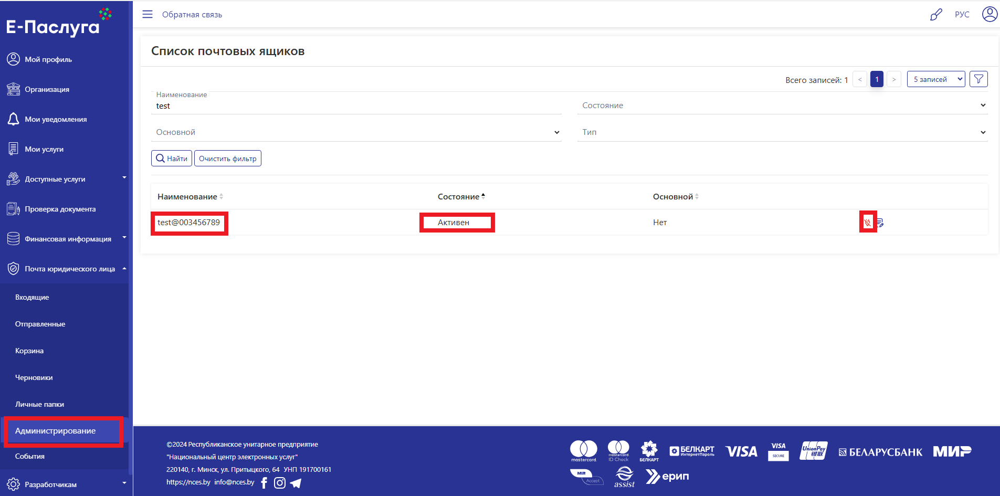 Е-Паслуга
Мой профиль
Организация
Мои уведомления
Мои услуги
Доступные услуги
Проверка документа
Финансовая информация
Почта юридического лица
Входящие
Отправленные
Корзина
Черновики
Личные папки
Администрирование
События
Разработчикам
Обратная связь
РУС
Список почтовых ящиков
Всего записей: 1
<
1
>
5 записей
Наименование
test
Состояние
Основной
Тип
Найти
Очистить фильтр
Наименование
Состояние
Основной
test@003456789
Активен
Нет
©2024 Республиканское унитарное предприятие
"Национальный центр электронных услуг"
220140, г. Минск, ул. Притыцкого, 64 УНП 191700161
https://nces.by info@nces.by
mastercard.
mastercard.
ID Check
БЕЛКАРТ
БЕЛКАРТ
ИнтернетПароль
VISA
VISA
SECURE
UnionPay
银联
БЕЛАРУСБАНК
МИР
MIR
Accept
assist
ерип